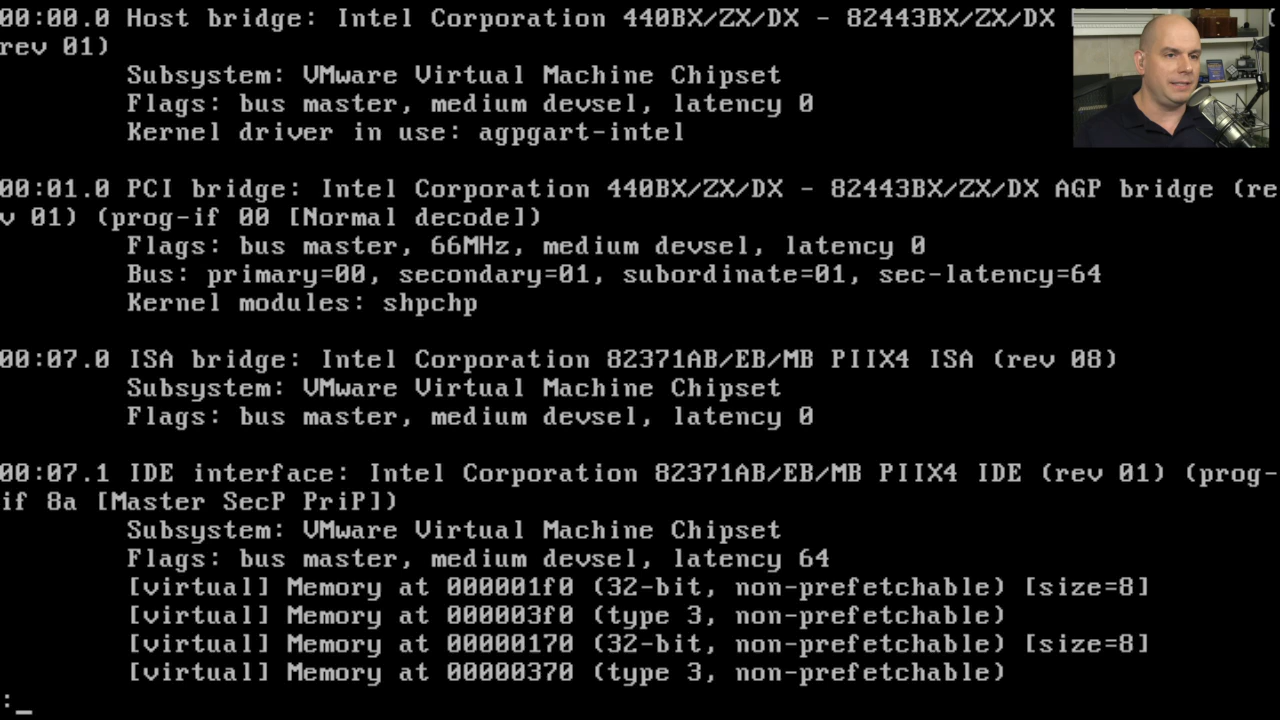 00:00.0 Host bridge: Intel Corporation 440BX/ZX/DX - 82443BX/ZX/DX (
rev 01)
Subsystem: VMware Virtual Machine Chipset
Flags: bus master, medium devsel, latency 0
Kernel driver in use: agpgart-intel
00:01.0 PCI bridge: Intel Corporation 440BX/ZX/DX - 82443BX/ZX/DX AGP bridge (re
v 01) (prog-if 00 [Normal decode])
Flags: bus master, 66MHz, medium devsel, latency 0
Bus: primary=00, secondary=01, subordinate=01, sec-latency=64
Kernel modules: shpchp
00:07.0 ISA bridge: Intel Corporation 82371AB/EB/MB PIIX4 ISA (rev 08)
Subsystem: VMware Virtual Machine Chipset
Flags: bus master, medium devsel, latency 0
00:07.1 IDE interface: Intel Corporation 82371AB/EB/MB PIIX4 IDE (rev 01) (prog-
if 8a [Master SecP PriP])
Subsystem: VMware Virtual Machine Chipset
Flags: bus master, medium devsel, latency 64
[virtual] Memory at 000001f0 (32-bit, non-prefetchable) [size=8]
[virtual] Memory at 000003f0 (type 3, non-prefetchable)
[virtual] Memory at 00000170 (32-bit, non-prefetchable) [size=8]
[virtual] Memory at 00000370 (type 3, non-prefetchable)
:_